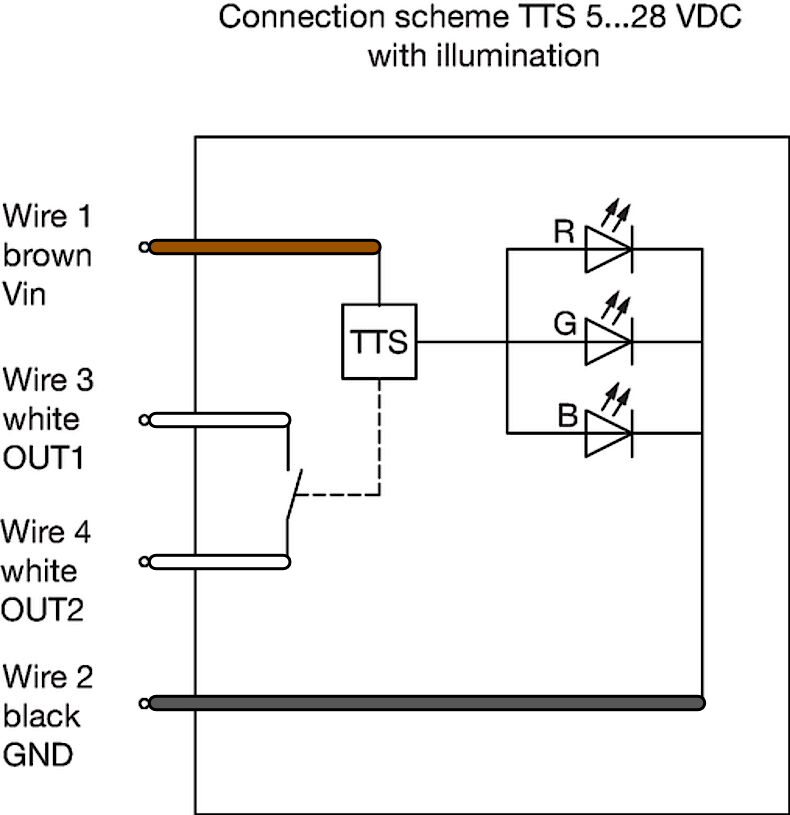 Connection scheme TTS 5...28 VDC
with illumination
Wire 1
brown
Vin
R
TTS
G
Wire 3
white
OUT1
B
Wire 4
white
OUT2
Wire 2
black
GND